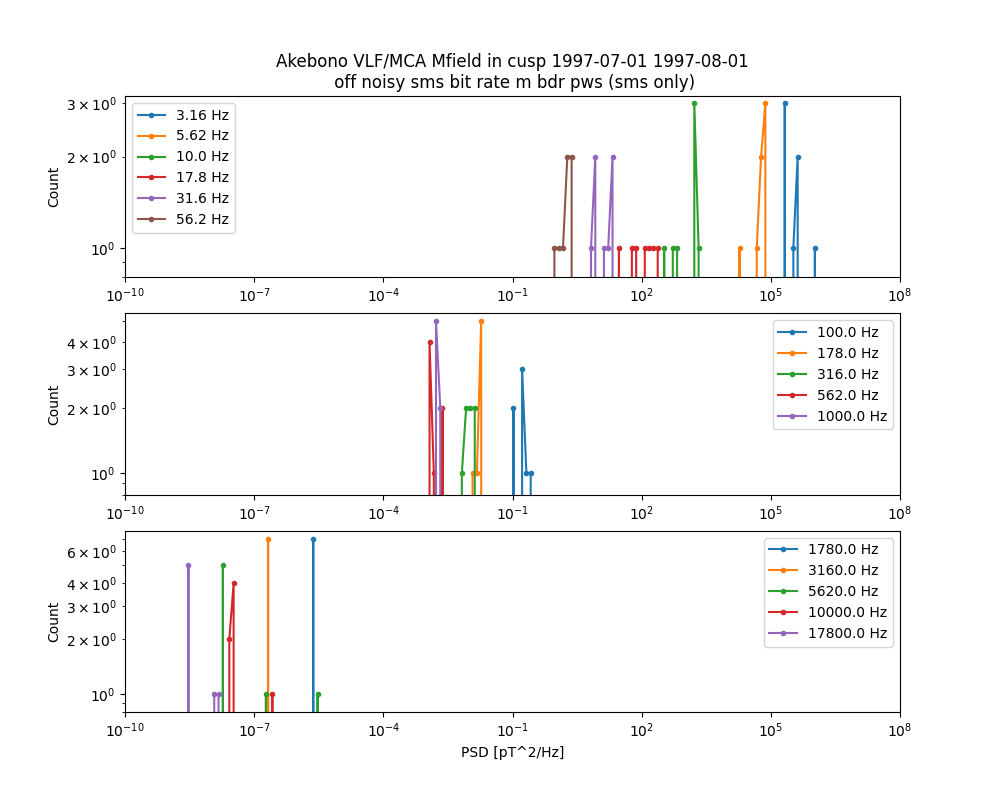 Akebono VLF/MCA Mfield in cusp 1997-07-01 1997-08-01
off noisy sms bit rate m bdr pws (sms only)
3 × 10⁰
2 × 10⁰
10⁰
Count
3.16 Hz
5.62 Hz
10.0 Hz
17.8 Hz
31.6 Hz
56.2 Hz
10⁻¹⁰ 10⁻⁷ 10⁻⁴ 10⁻¹ 10² 10⁵ 10⁸
4 × 10⁰
3 × 10⁰
2 × 10⁰
10⁰
Count
100.0 Hz
178.0 Hz
316.0 Hz
562.0 Hz
1000.0 Hz
10⁻¹⁰ 10⁻⁷ 10⁻⁴ 10⁻¹ 10² 10⁵ 10⁸
6 × 10⁰
4 × 10⁰
3 × 10⁰
2 × 10⁰
10⁰
Count
1780.0 Hz
3160.0 Hz
5620.0 Hz
10000.0 Hz
17800.0 Hz
10⁻¹⁰ 10⁻⁷ 10⁻⁴ 10⁻¹ 10² 10⁵ 10⁸
PSD [pT^2/Hz]